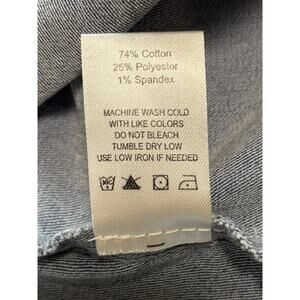 74% Cotton
25% Polyester
1% Spandex
MACHINE WASH COLD
WITH LIKE COLORS
DO NOT BLEACH
TUMBLE DRY LOW
USE LOW IRON IF NEEDED